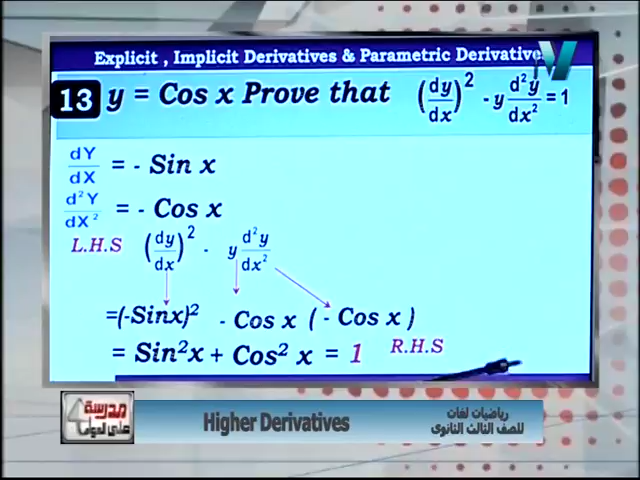 Explicit , Implicit Derivatives & Parametric Derivative
13 y = Cos x Prove that (dy/dx)² - y d²y/dx² = 1
dY/dX = - Sin x
d²Y/dX² = - Cos x
L.H.S (dy/dx)² - y d²y/dx²
=(-Sinx)² - Cos x (- Cos x )
= Sin²x + Cos² x = 1 R.H.S
مدرسة
على الهواء
Higher Derivatives
رياضيات لغات
للصف الثالث الثانوى